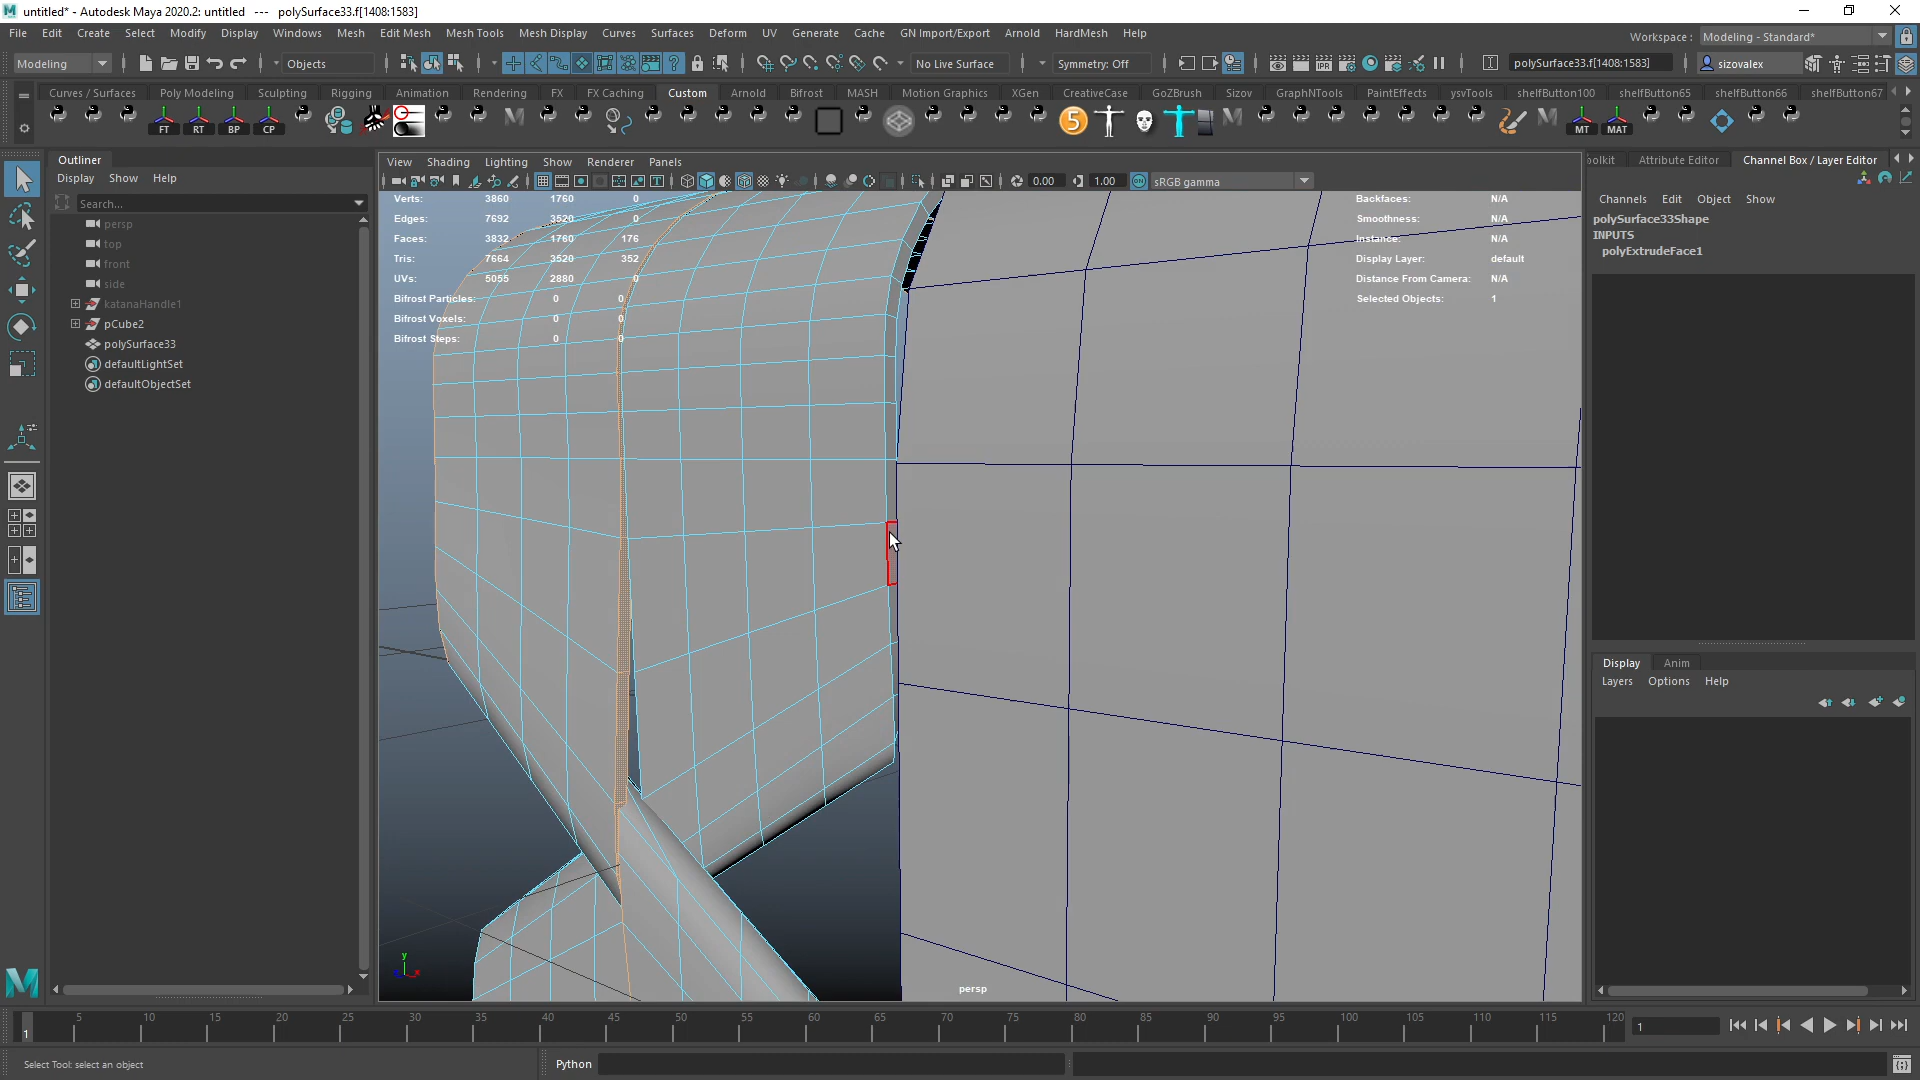 untitled* - Autodesk Maya 2020.2: untitled --- polySurface33.f[1408:1583]
File Edit Create Select Modify Display Windows Mesh Edit Mesh Mesh Tools Mesh Display Curves Surfaces Deform UV Generate Cache GN Import/Export Arnold HardMesh Help
Workspace : Modeling - Standard*
Modeling Objects No Live Surface Symmetry: Off polySurface33.f[1408:1583] sizovalex
Curves / Surfaces Poly Modeling Sculpting Rigging Animation Rendering FX FX Caching Custom Arnold Bifrost MASH Motion Graphics XGen CreativeCase GoZBrush Sizov GraphNTools PaintEffects ysvTools shelfButton100 shelfButton65 shelfButton66 shelfButton67
FT RT BP CP 5 MT MAT
Outliner
Display Show Help
Search...
persp
top
front
side
katanaHandle1
pCube2
polySurface33
defaultLightSet
defaultObjectSet
View Shading Lighting Show Renderer Panels
0.00 1.00 ON sRGB gamma
Verts: 3860 1760 0
Edges: 7692 3520 0
Faces: 3832 1760 176
Tris: 7664 3520 352
UVs: 5055 2880 0
Bifrost Particles: 0 0
Bifrost Voxels: 0 0
Bifrost Steps: 0 0
Backfaces: N/A
Smoothness: N/A
Instance: N/A
Display Layer: default
Distance From Camera: N/A
Selected Objects: 1
y
x
persp
oolkit Attribute Editor Channel Box / Layer Editor
Channels Edit Object Show
polySurface33Shape
INPUTS
polyExtrudeFace1
Display Anim
Layers Options Help
1 5 10 15 20 25 30 35 40 45 50 55 60 65 70 75 80 85 90 95 100 105 110 115 120 1
Select Tool: select an object Python